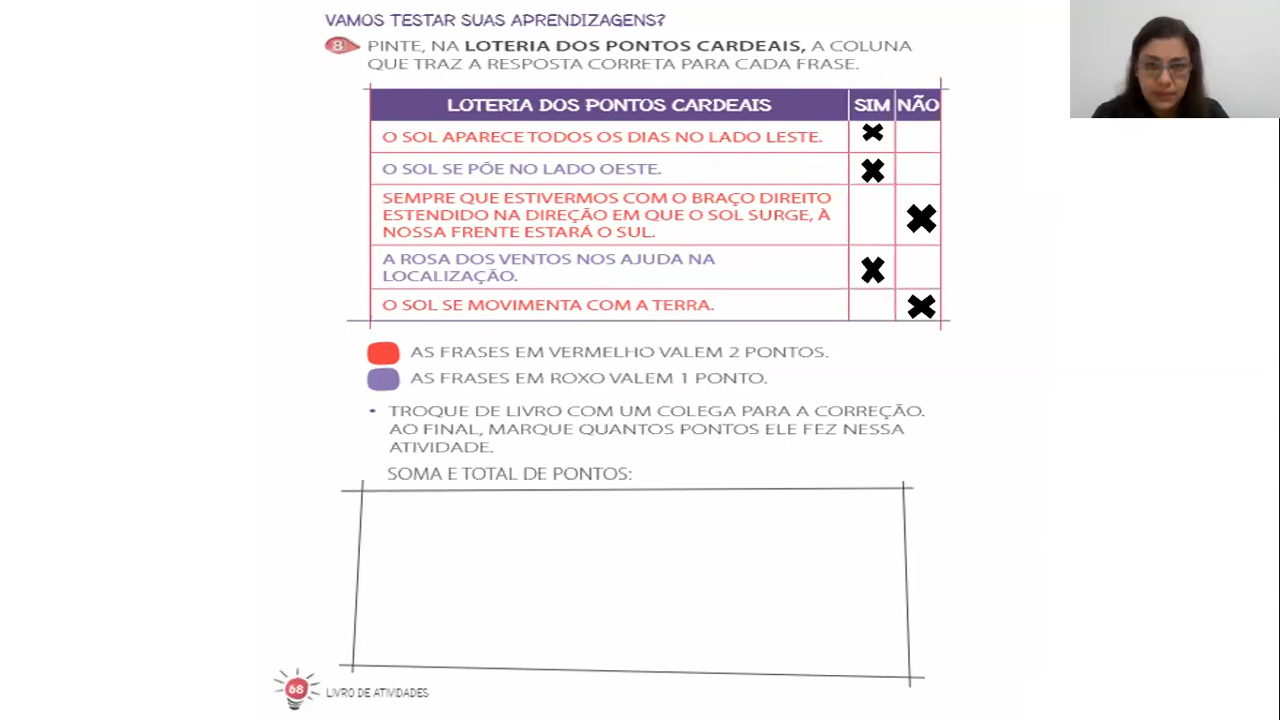 VAMOS TESTAR SUAS APRENDIZAGENS?
8 PINTE, NA LOTERIA DOS PONTOS CARDEAIS, A COLUNA
QUE TRAZ A RESPOSTA CORRETA PARA CADA FRASE.
LOTERIA DOS PONTOS CARDEAIS SIM NÃO
O SOL APARECE TODOS OS DIAS NO LADO LESTE.
O SOL SE PÕE NO LADO OESTE.
SEMPRE QUE ESTIVERMOS COM O BRAÇO DIREITO
ESTENDIDO NA DIREÇÃO EM QUE O SOL SURGE, À
NOSSA FRENTE ESTARÁ O SUL.
A ROSA DOS VENTOS NOS AJUDA NA
LOCALIZAÇÃO.
O SOL SE MOVIMENTA COM A TERRA.
AS FRASES EM VERMELHO VALEM 2 PONTOS.
AS FRASES EM ROXO VALEM 1 PONTO.
• TROQUE DE LIVRO COM UM COLEGA PARA A CORREÇÃO.
AO FINAL, MARQUE QUANTOS PONTOS ELE FEZ NESSA
ATIVIDADE.
SOMA E TOTAL DE PONTOS:
68 LIVRO DE ATIVIDADES